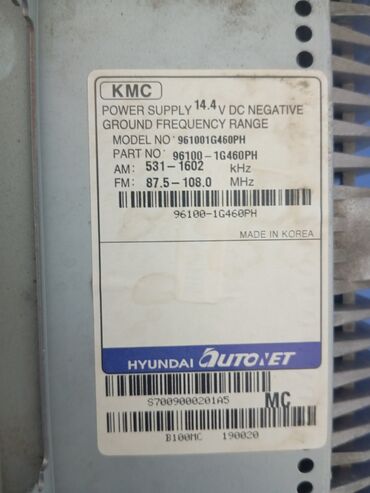 KMC
POWER SUPPLY 14.4 V DC NEGATIVE
GROUND FREQUENCY RANGE
MODEL NO 961001G460PH
PART NO 96100-1G460PH
AM: 531-1602 kHz
FM: 87.5-108.0 MHz
96100-1G460PH
MADE IN KOREA
HYUNDAI AUTONET
S7009000201A5 MC
B100MC 190020